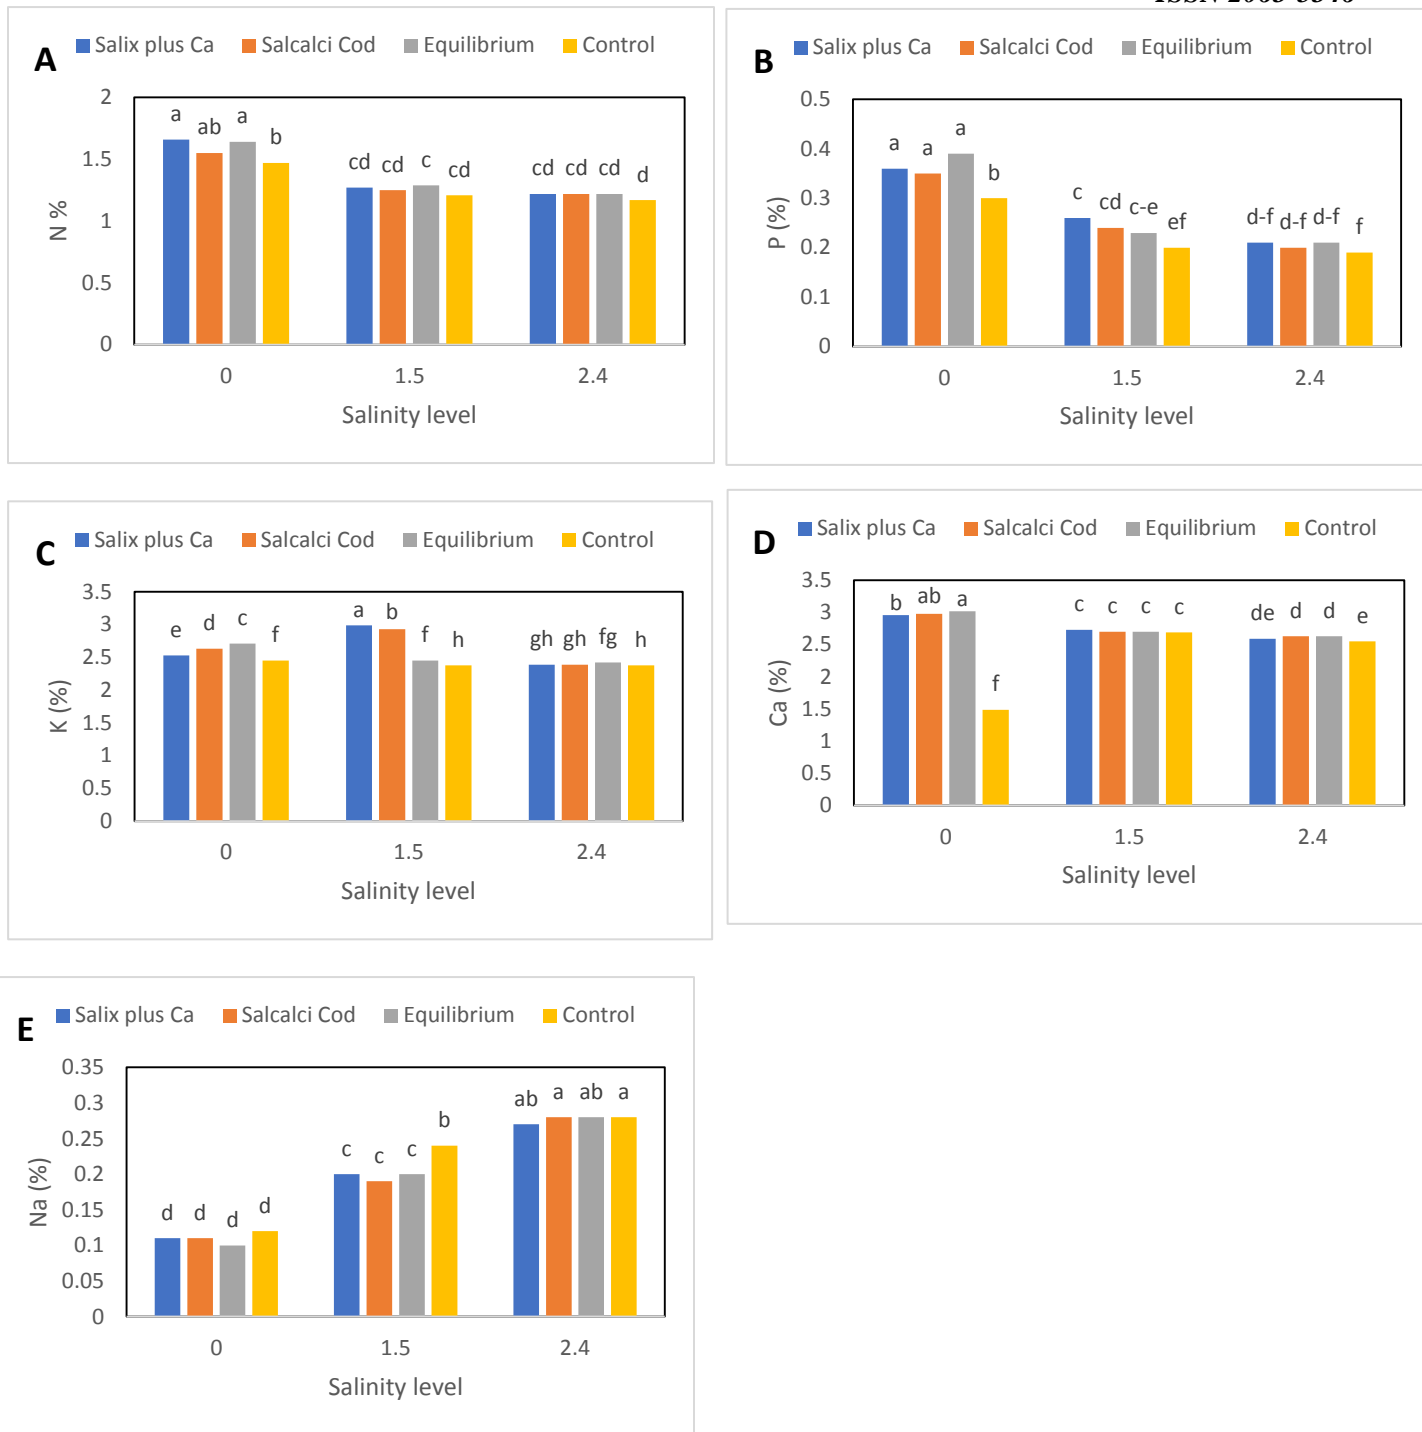 A
Salix plus Ca Salcalci Cod Equilibrium Control
2
1.5
1
0.5
0
N %
a ab a b
cd cd c cd
cd cd cd d
0 1.5 2.4
Salinity level
B
Salix plus Ca Salcalci Cod Equilibrium Control
0.5
0.4
0.3
0.2
0.1
0
P (%)
a a a b
c cd c-e ef
d-f d-f d-f f
0 1.5 2.4
Salinity level
C
Salix plus Ca Salcalci Cod Equilibrium Control
3.5
3
2.5
2
1.5
1
0.5
0
K (%)
e d c f
a b f h
gh gh fg h
0 1.5 2.4
Salinity level
D
Salix plus Ca Salcalci Cod Equilibrium Control
3.5
3
2.5
2
1.5
1
0.5
0
Ca (%)
b ab a f
c c c c
de d d e
0 1.5 2.4
Salinity level
E
Salix plus Ca Salcalci Cod Equilibrium Control
0.35
0.3
0.25
0.2
0.15
0.1
0.05
0
Na (%)
d d d d
c c c b
ab a ab a
0 1.5 2.4
Salinity level